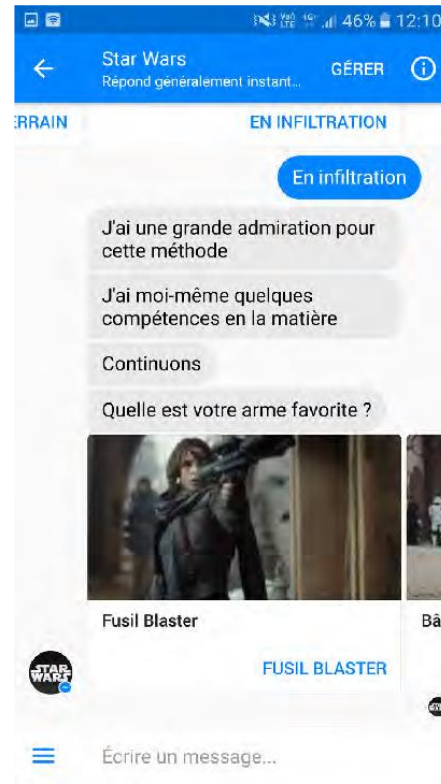 46% 12:10
Star Wars
Répond généralement instant...
GÉRER
ERRAIN
EN INFILTRATION
En infiltration
J'ai une grande admiration pour
cette méthode
J'ai moi-même quelques
compétences en la matière
Continuons
Quelle est votre arme favorite ?
Fusil Blaster
Bâ
FUSIL BLASTER
STAR
WARS
Écrire un message...